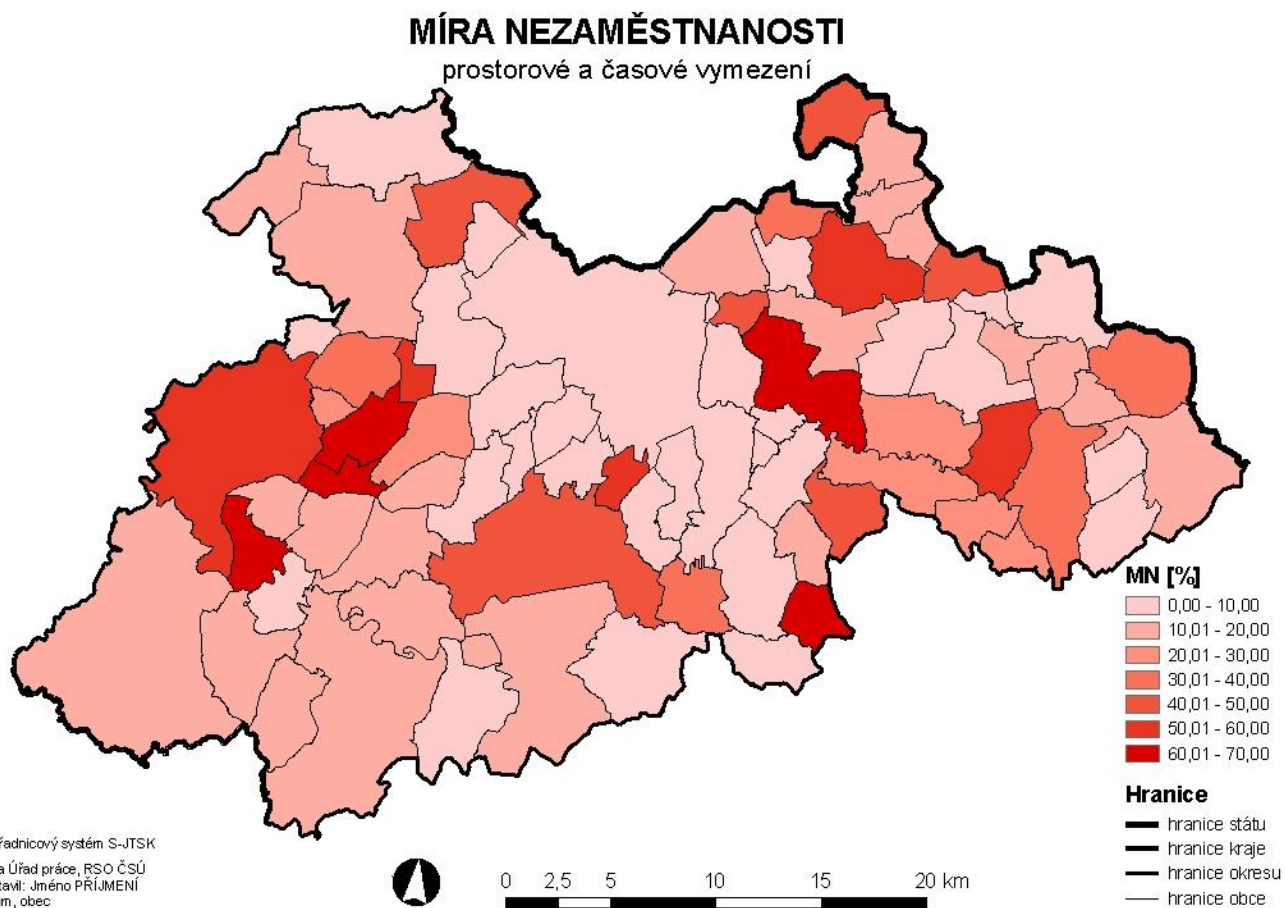 MÍRA NEZAMĚSTNANOSTI
prostorové a časové vymezení
MN [%]
0,00 - 10,00
10,01 - 20,00
20,01 - 30,00
30,01 - 40,00
40,01 - 50,00
50,01 - 60,00
60,01 - 70,00
Hranice
hranice státu
hranice kraje
hranice okresu
hranice obce
řadnicový systém S-JTSK
a Úřad práce, RSO ČSÚ
tavil: Jméno PŘÍJMENÍ
m, obec
0 2,5 5 10 15 20 km